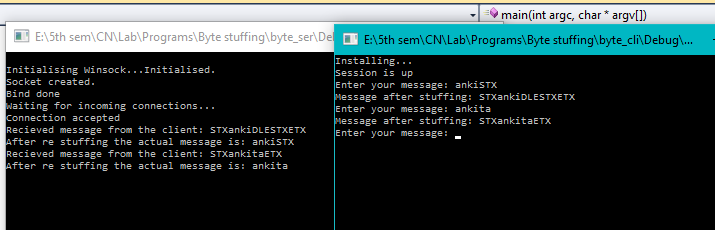 main(int argc, char * argv[])
E:\5th sem\CN\Lab\Programs\Byte stuffing\byte_ser\De
Initialising Winsock...Initialised.
Socket created.
Bind done
Waiting for incoming connections...
Connection accepted
Recieved message from the client: STXankiDLESTXETX
After re stuffing the actual message is: ankiSTX
Recieved message from the client: STXankitaETX
After re stuffing the actual message is: ankita
E:\5th sem\CN\Lab\Programs\Byte stuffing\byte_cli\Debug\...
Installing...
Session is up
Enter your message: ankiSTX
Message after stuffing: STXankiDLESTXETX
Enter your message: ankita
Message after stuffing: STXankitaETX
Enter your message: